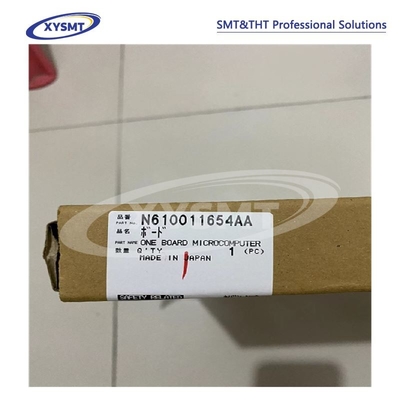 XYSMT
SMT&THT Professional Solutions
品番 PART No. N610011654AA
品名 ボード
PART NAME ONE BOARD MICROCOMPUTER
数量 Q'TY 1 (PC)
MADE IN JAPAN
XYSMT
SAFETY RELATED